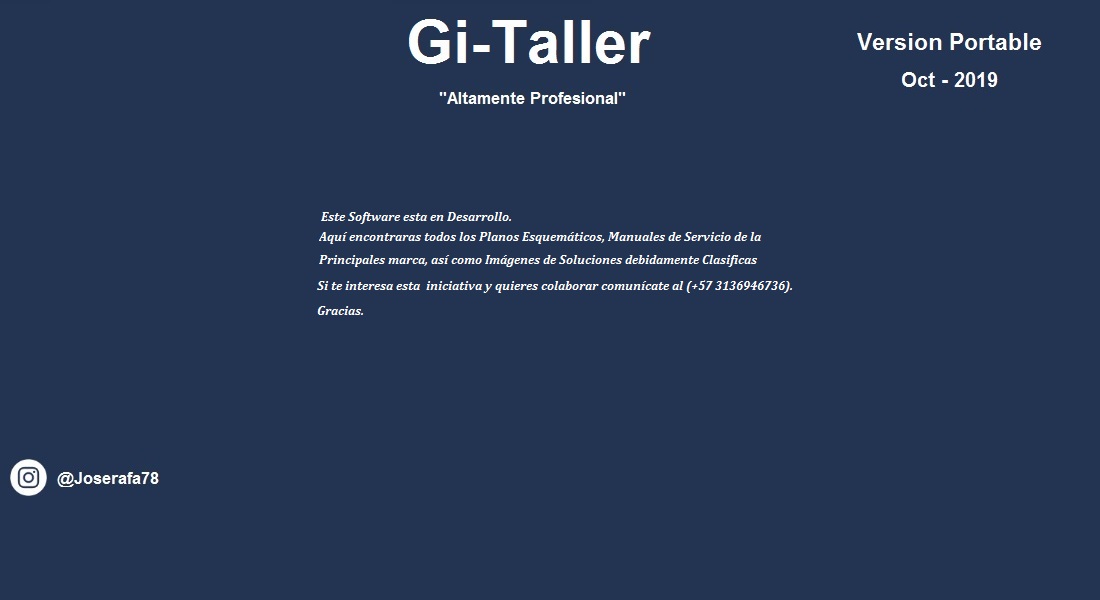 Gi-Taller
Version Portable
Oct - 2019
"Altamente Profesional"
Este Software esta en Desarrollo.
Aquí encontraras todos los Planos Esquemáticos, Manuales de Servicio de la
Principales marca, así como Imágenes de Soluciones debidamente Clasificas
Si te interesa esta iniciativa y quieres colaborar comunícate al (+57 3136946736).
Gracias.
@Joserafa78